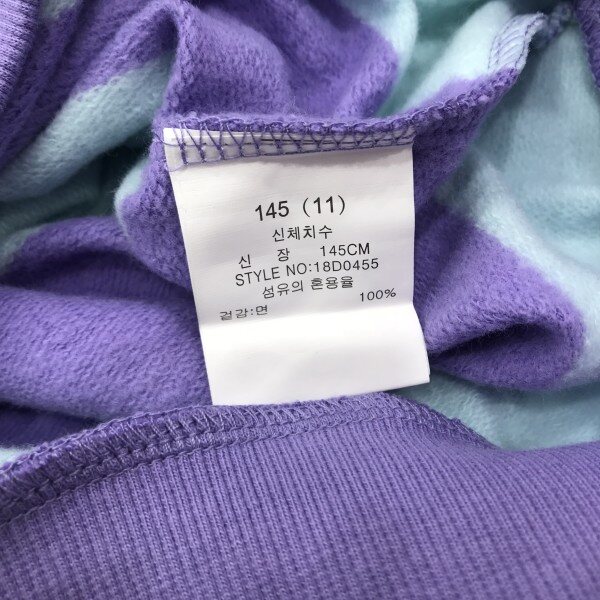 145 (11)
신체치수
신 장 145CM
STYLE NO:18D0455
섬유의 혼용율
겉감:면 100%